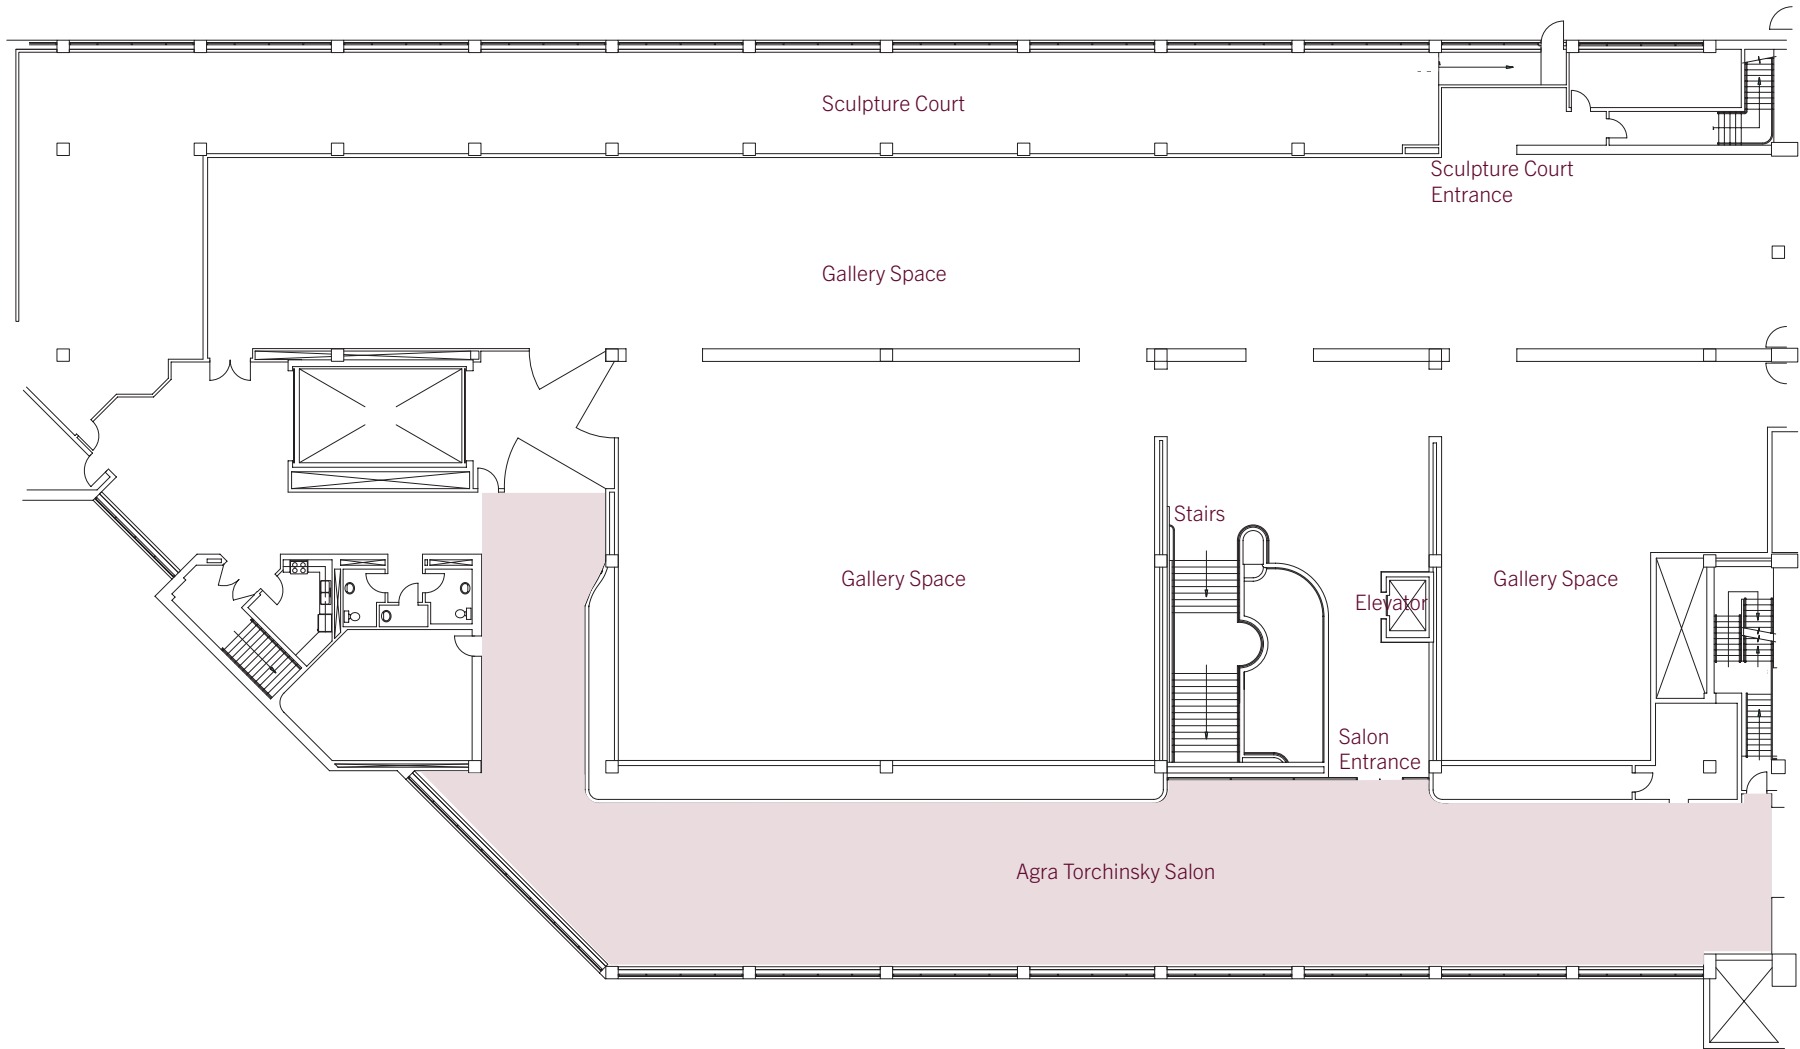 Sculpture Court
Sculpture Court
Entrance
Gallery Space
Stairs
Gallery Space
Gallery Space
Elevator
Salon
Entrance
Agra Torchinsky Salon